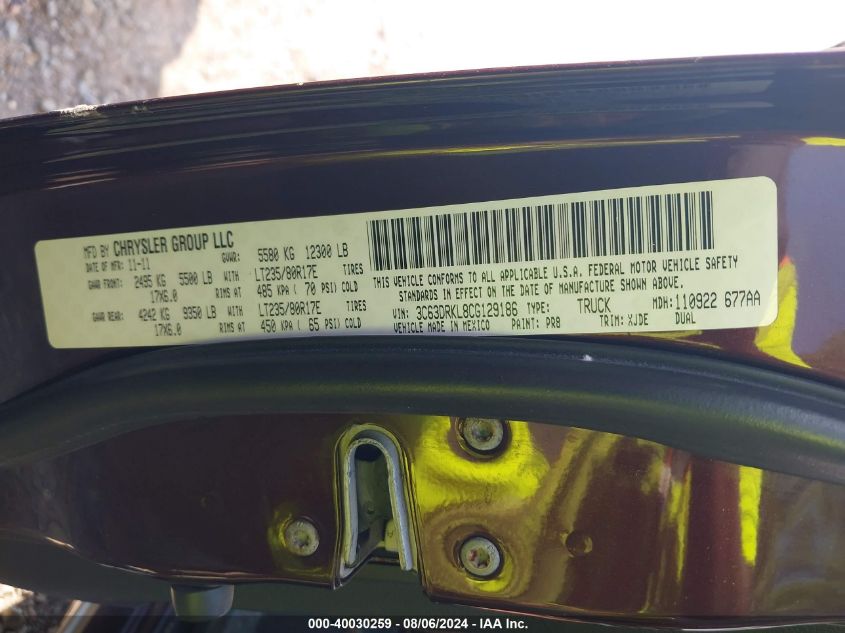 MFD BY CHRYSLER GROUP LLC
DATE OF MFR: 11-11 GVWR: 5580 KG 12300 LB
GAWR FRONT: 2495 KG 5500 LB WITH LT235/80R17E TIRES
17X6.0 RIMS AT 485 KPA ( 70 PSI) COLD
GAWR REAR: 4242 KG 9350 LB WITH LT235/80R17E TIRES
17X6.0 RIMS AT 450 KPA ( 65 PSI) COLD
THIS VEHICLE CONFORMS TO ALL APPLICABLE U.S.A. FEDERAL MOTOR VEHICLE SAFETY
STANDARDS IN EFFECT ON THE DATE OF MANUFACTURE SHOWN ABOVE.
VIN: 3C63DRKL8CG129186 TYPE: TRUCK MDH: 110922 677AA
VEHICLE MADE IN MEXICO PAINT: PR8 TRIM: XJDE DUAL
000-40030259 - 08/06/2024 - IAA Inc.